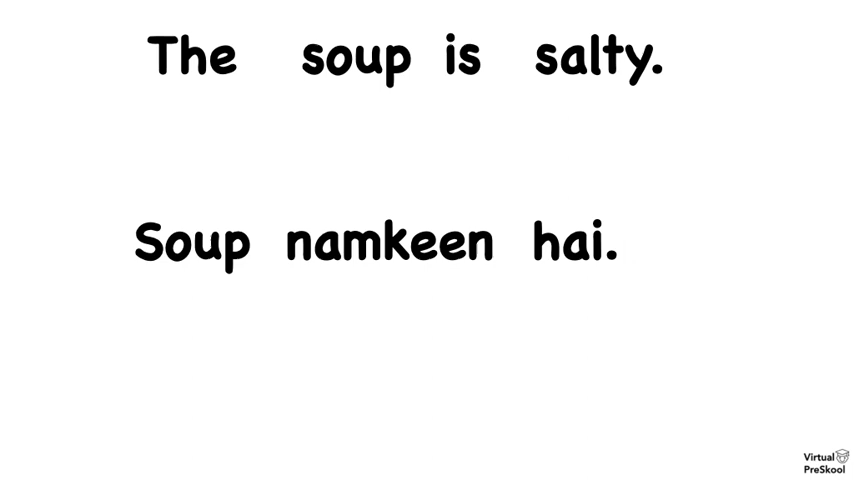 The soup is salty.
Soup namkeen hai.
Virtual
PreSkool